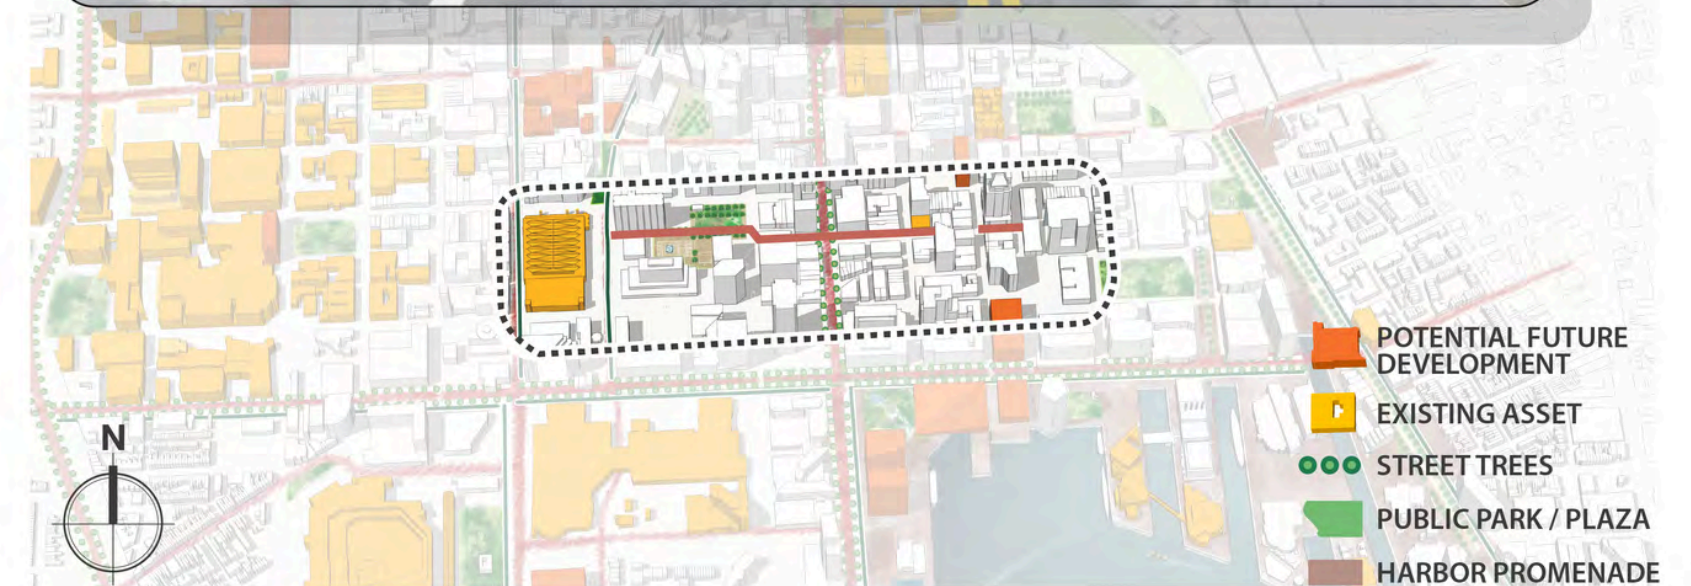 POTENTIAL FUTURE
DEVELOPMENT
EXISTING ASSET
N
STREET TREES
PUBLIC PARK / PLAZA
HARBOR PROMENADE